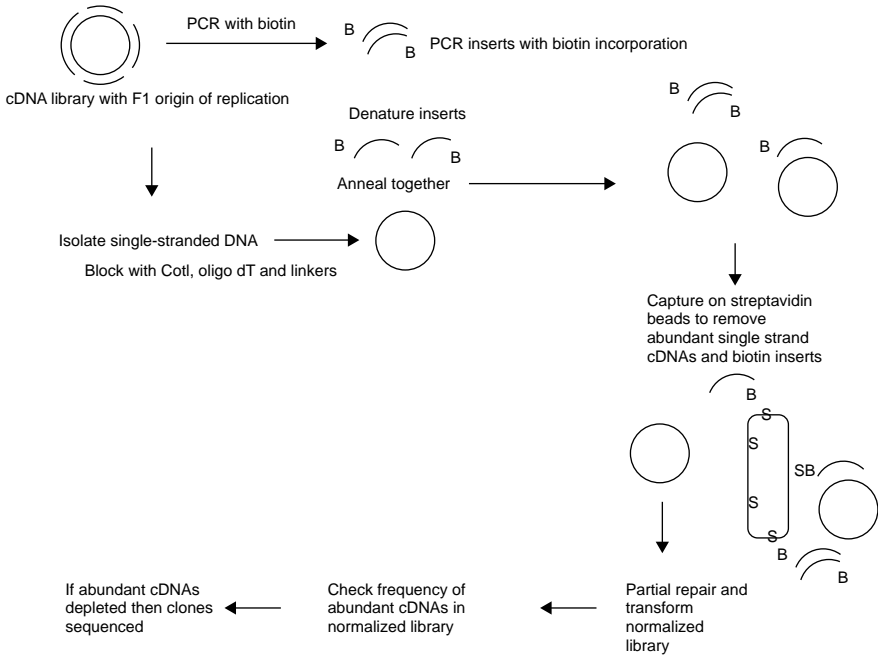 PCR with biotin
B
B
PCR inserts with biotin incorporation
cDNA library with F1 origin of replication
Denature inserts
B
B
Anneal together
B
B
B
Isolate single-stranded DNA
Block with Cotl, oligo dT and linkers
Capture on streptavidin
beads to remove
abundant single strand
cDNAs and biotin inserts
B
S
S
SB
S
S
B
B
If abundant cDNAs
depleted then clones
sequenced
Check frequency of
abundant cDNAs in
normalized library
Partial repair and
transform
normalized
library